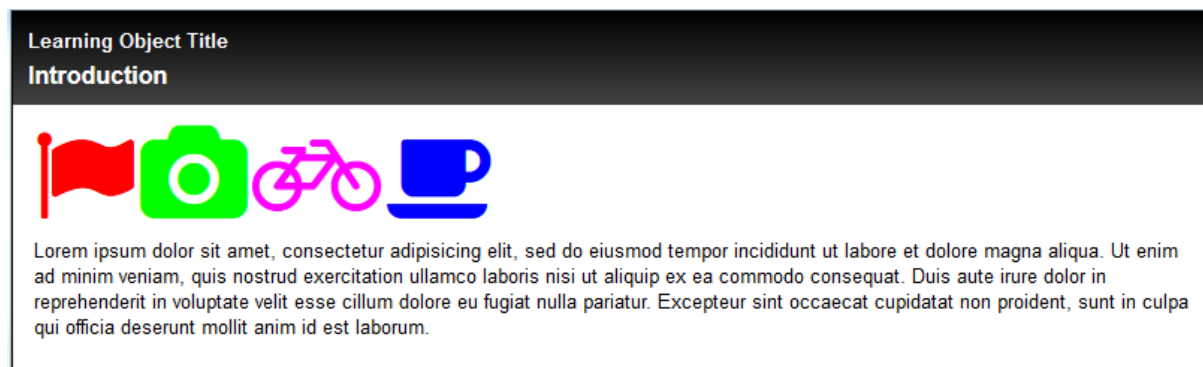 Learning Object Title
Introduction
Lorem ipsum dolor sit amet, consectetur adipisicing elit, sed do eiusmod tempor incididunt ut labore et dolore magna aliqua. Ut enim
ad minim veniam, quis nostrud exercitation ullamco laboris nisi ut aliquip ex ea commodo consequat. Duis aute irure dolor in
reprehenderit in voluptate velit esse cillum dolore eu fugiat nulla pariatur. Excepteur sint occaecat cupidatat non proident, sunt in culpa
qui officia deserunt mollit anim id est laborum.